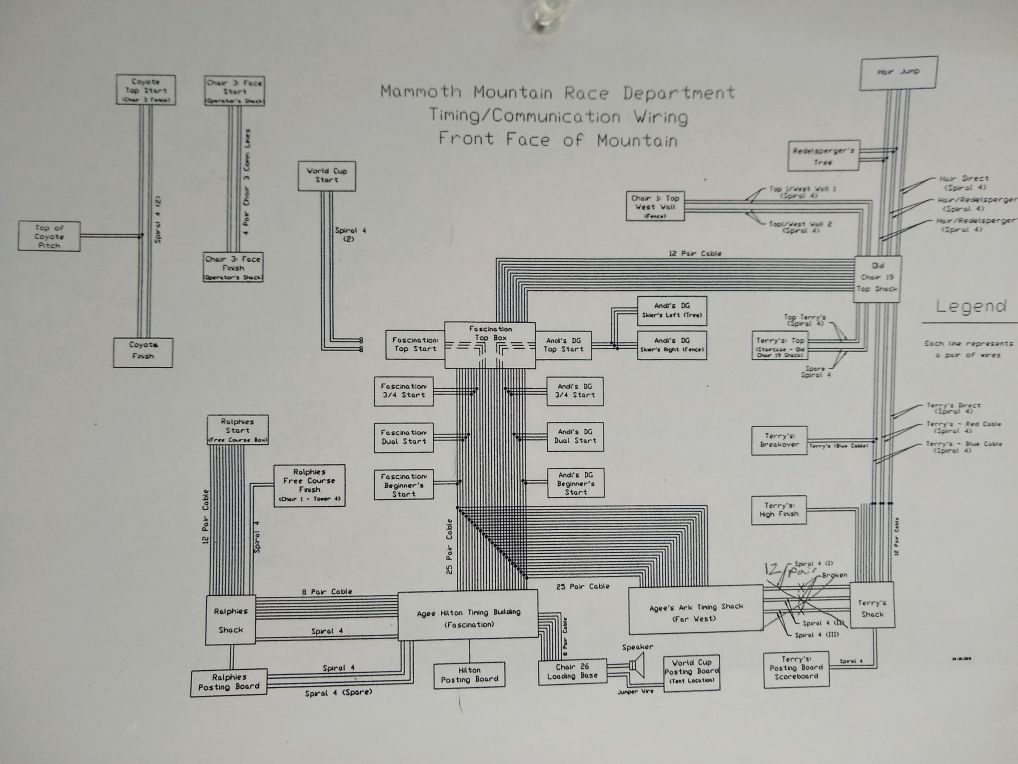 Mammoth Mountain Race Department
Timing/Communication Wiring
Front Face of Mountain
Coyote
Top Start
(Chair 3 Fence)
Chair 3: Face
Start
(Operator's Shack)
Hair Jump
Redelsperger's
Tree
World Cup
Start
Chair 1: Top
West Wall
(Fence)
Top 1/West Wall 1
(Spiral 4)
Top1/West Wall 2
(Spiral 4)
Hair Direct
(Spiral 4)
Hair/Redelsperger
(Spiral 4)
Hair/Redelsperger
(Spiral 4)
Spiral 4 (2)
4 Pair Chair 3 Comm Lines
Top of
Coyote
Pitch
Spiral 4
(2)
Chair 3: Face
Finish
(Operator's Shack)
12 Pair Cable
Old
Chair 19
Top Shack
Legend
Each line represents
a pair of wires
Coyote
Finish
Fascination
Top Box
Fascination:
Top Start
Andi's DG
Top Start
Andi's DG
Skier's Left (Tree)
Andi's DG
Skier's Right (Fence)
Top Terry's
(Spiral 4)
Terry's: Top
(Staircase - Old
Chair 19 Shack)
Spare
Spiral 4
Fascination:
3/4 Start
Andi's DG
3/4 Start
Fascination:
Dual Start
Andi's DG
Dual Start
Fascination:
Beginner's
Start
Andi's DG
Beginner's
Start
Terry's Direct
(Spiral 4)
Terry's - Red Cable
(Spiral 4)
Terry's - Blue Cable
(Spiral 4)
Terry's:
Breakover
Terry's (Blue Cable)
Ralphies
Start
(Free Course Box)
Ralphies
Free Course
Finish
(Chair 1 - Tower 4)
12 Pair Cable
Spiral 4
25 Pair Cable
25 Pair Cable
Terry's:
High Finish
12 Pair Cable
12 pair
Spiral 4 (I)
Broken
Spiral 4 (II)
Spiral 4 (III)
Ralphies
Shack
8 Pair Cable
Spiral 4
Agee Hilton Timing Building
(Fascination)
Agee's Ark Timing Shack
(Far West)
Terry's
Shack
8 Pair Cable
Ralphies
Posting Board
Spiral 4
Spiral 4 (Spare)
Hilton
Posting Board
Chair 26
Loading Base
Speaker
Jumper Wire
World Cup
Posting Board
(Tent Location)
Terry's:
Posting Board
Scoreboard
Spiral 4